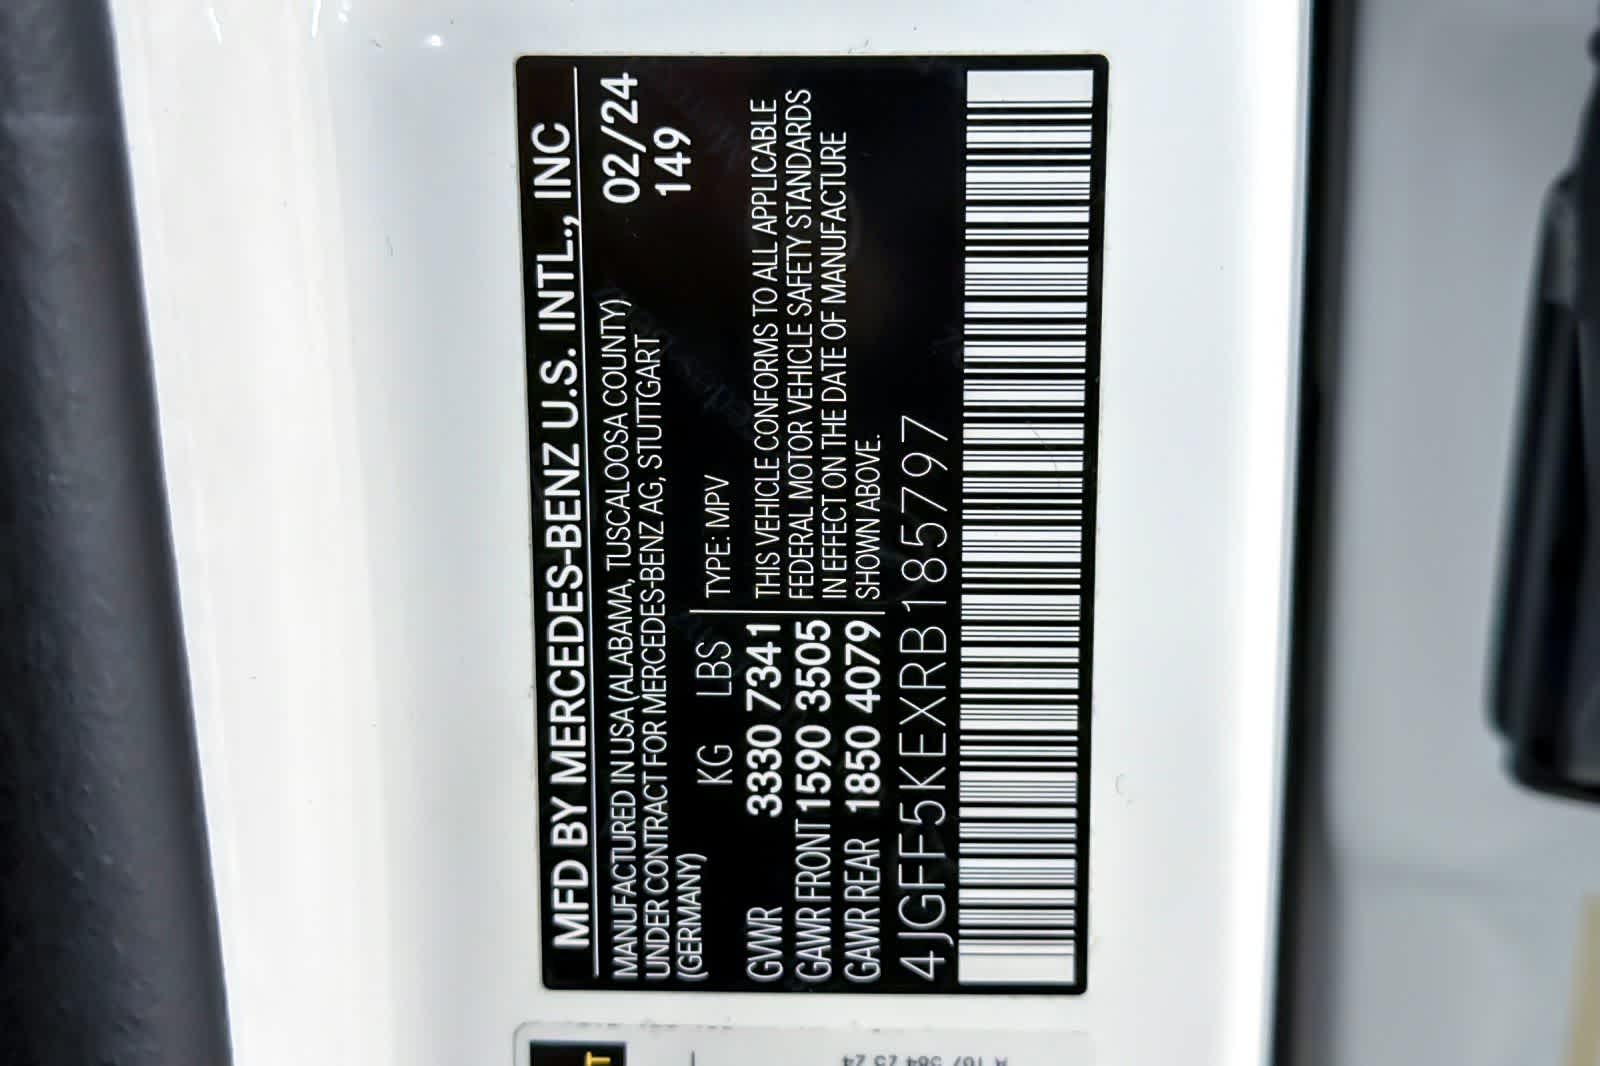 MFD BY MERCEDES-BENZ U.S. INTL., INC
MANUFACTURED IN USA (ALABAMA, TUSCALOOSA COUNTY) 02/24
UNDER CONTRACT FOR MERCEDES-BENZ AG, STUTTGART 149
(GERMANY)
KG LBS TYPE: MPV
GVWR 3330 7341 THIS VEHICLE CONFORMS TO ALL APPLICABLE
GAWR FRONT 1590 3505 FEDERAL MOTOR VEHICLE SAFETY STANDARDS
GAWR REAR 1850 4079 IN EFFECT ON THE DATE OF MANUFACTURE
SHOWN ABOVE.
4JGFF5KEXRB185797